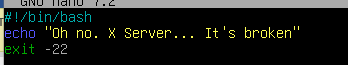 GNU nano 7.2
#!/bin/bash
echo "Oh no. X Server... It's broken"
exit -22